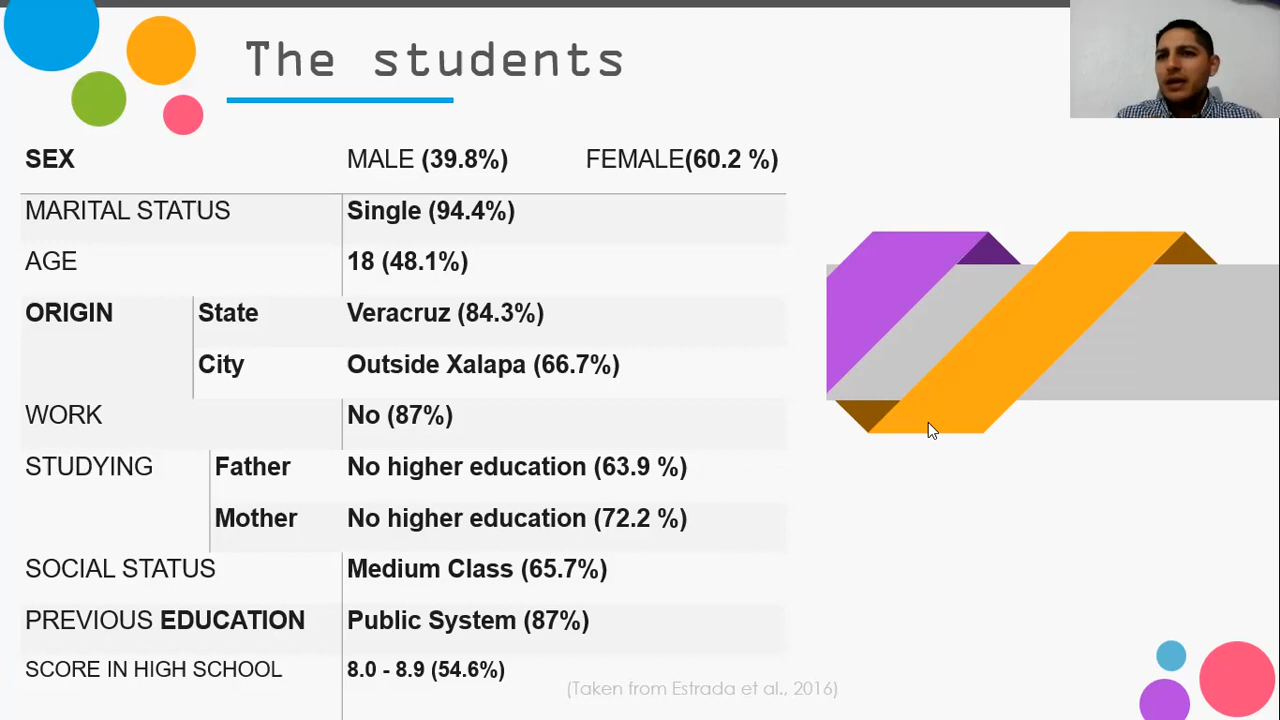 The students
SEX MALE (39.8%) FEMALE(60.2 %)
MARITAL STATUS Single (94.4%)
AGE 18 (48.1%)
ORIGIN State Veracruz (84.3%)
City Outside Xalapa (66.7%)
WORK No (87%)
STUDYING Father No higher education (63.9 %)
Mother No higher education (72.2 %)
SOCIAL STATUS Medium Class (65.7%)
PREVIOUS EDUCATION Public System (87%)
SCORE IN HIGH SCHOOL 8.0 - 8.9 (54.6%)
(Taken from Estrada et al., 2016)